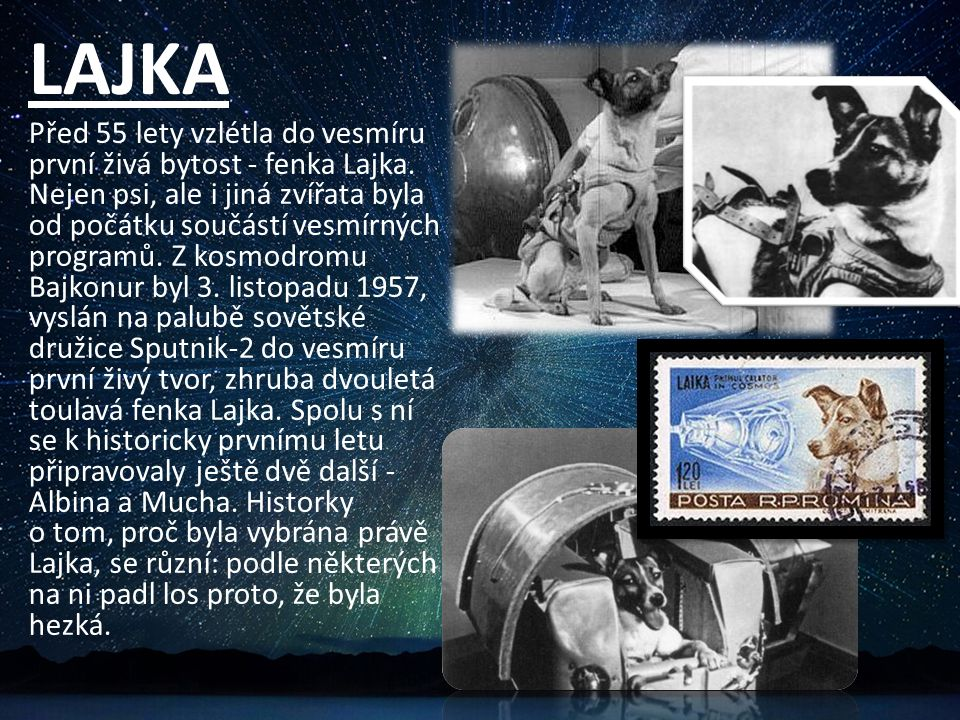 LAJKA
Před 55 lety vzlétla do vesmíru
první živá bytost - fenka Lajka.
Nejen psi, ale i jiná zvířata byla
od počátku součástí vesmírných
programů. Z kosmodromu
Bajkonur byl 3. listopadu 1957,
vyslán na palubě sovětské
družice Sputnik-2 do vesmíru
první živý tvor, zhruba dvouletá
toulavá fenka Lajka. Spolu s ní
se k historicky prvnímu letu
připravovaly ještě dvě další -
Albina a Mucha. Historky
o tom, proč byla vybrána právě
Lajka, se různí: podle některých
na ni padl los proto, že byla
hezká.
LAIKA PRIMUL CALATOR
IN COSMOS
1.20
LEI
POSTA R.P.ROMINA